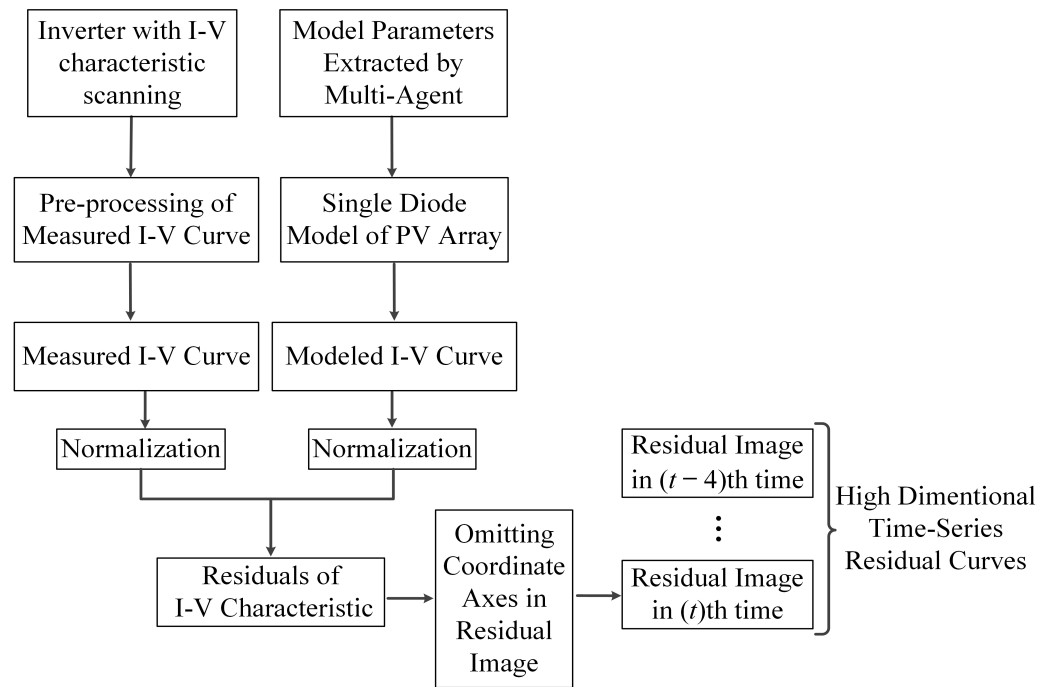 Inverter with I-V
characteristic
scanning
Model Parameters
Extracted by
Multi-Agent
Pre-processing of
Measured I-V Curve
Single Diode
Model of PV Array
Measured I-V Curve
Modeled I-V Curve
Normalization
Normalization
Residuals of
I-V Characteristic
Omitting
Coordinate
Axes in
Residual
Image
Residual Image
in (t − 4)th time
⋮
Residual Image
in (t)th time
High Dimentional
Time-Series
Residual Curves